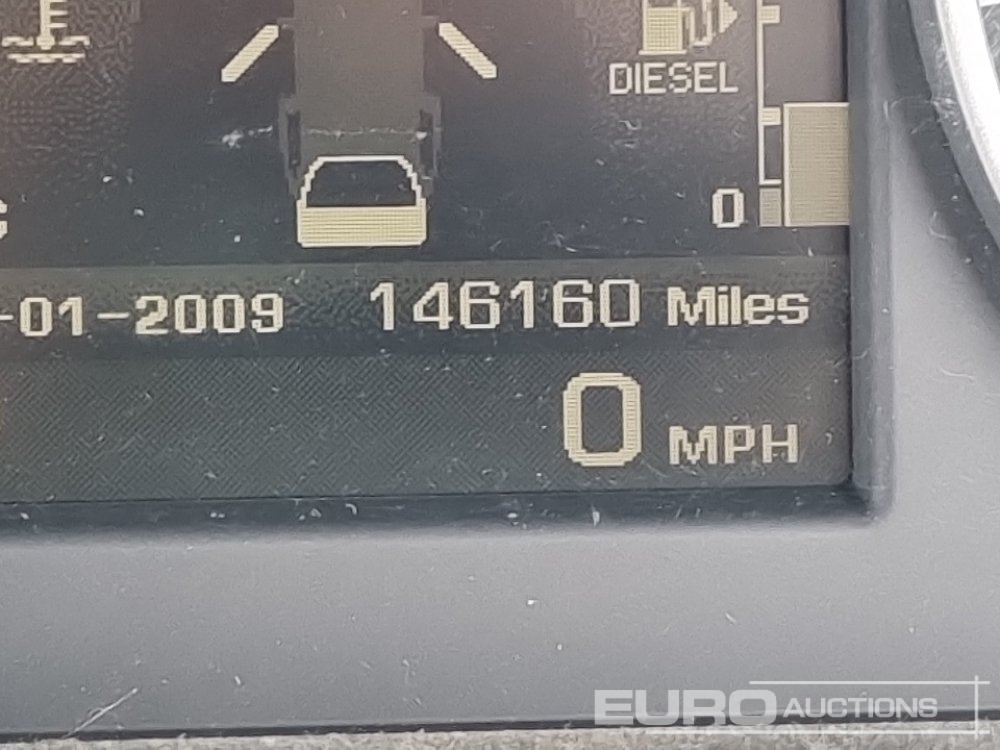 DIESEL
0
-01-2009 146160 Miles
0 MPH
EURO AUCTIONS